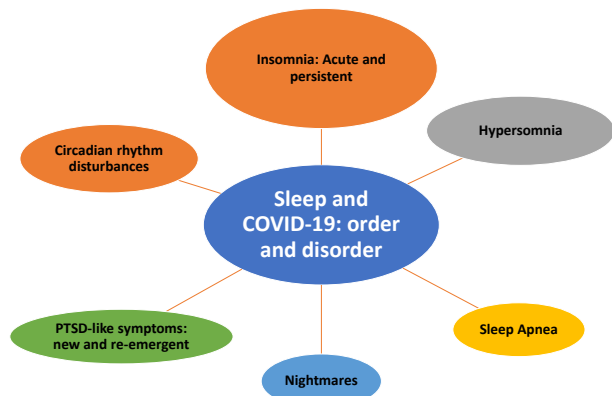 Insomnia: Acute and
persistent
Hypersomnia
Circadian rhythm
disturbances
Sleep and
COVID-19: order
and disorder
PTSD-like symptoms:
new and re-emergent
Sleep Apnea
Nightmares